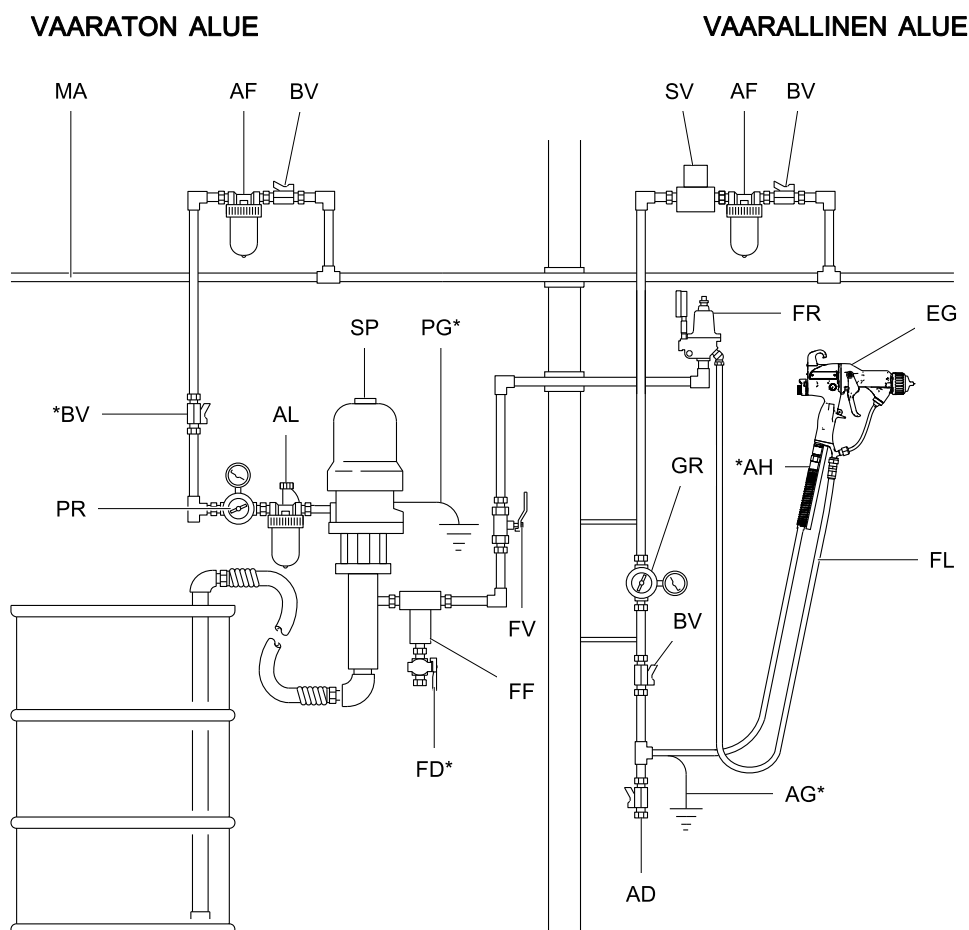 VAARATON ALUE
VAARALLINEN ALUE
MA
AF
BV
SV
AF
BV
FR
EG
SP
PG*
*BV
AL
*AH
GR
PR
FL
FV
BV
FF
FD*
AG*
AD